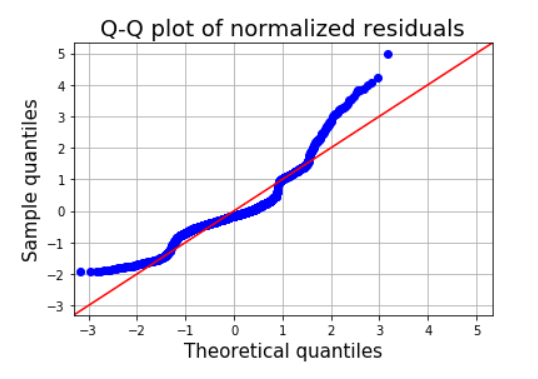 Q-Q plot of normalized residuals
5
4
3
2
1
0
−1
−2
−3
Sample quantiles
−3 −2 −1 0 1 2 3 4 5
Theoretical quantiles